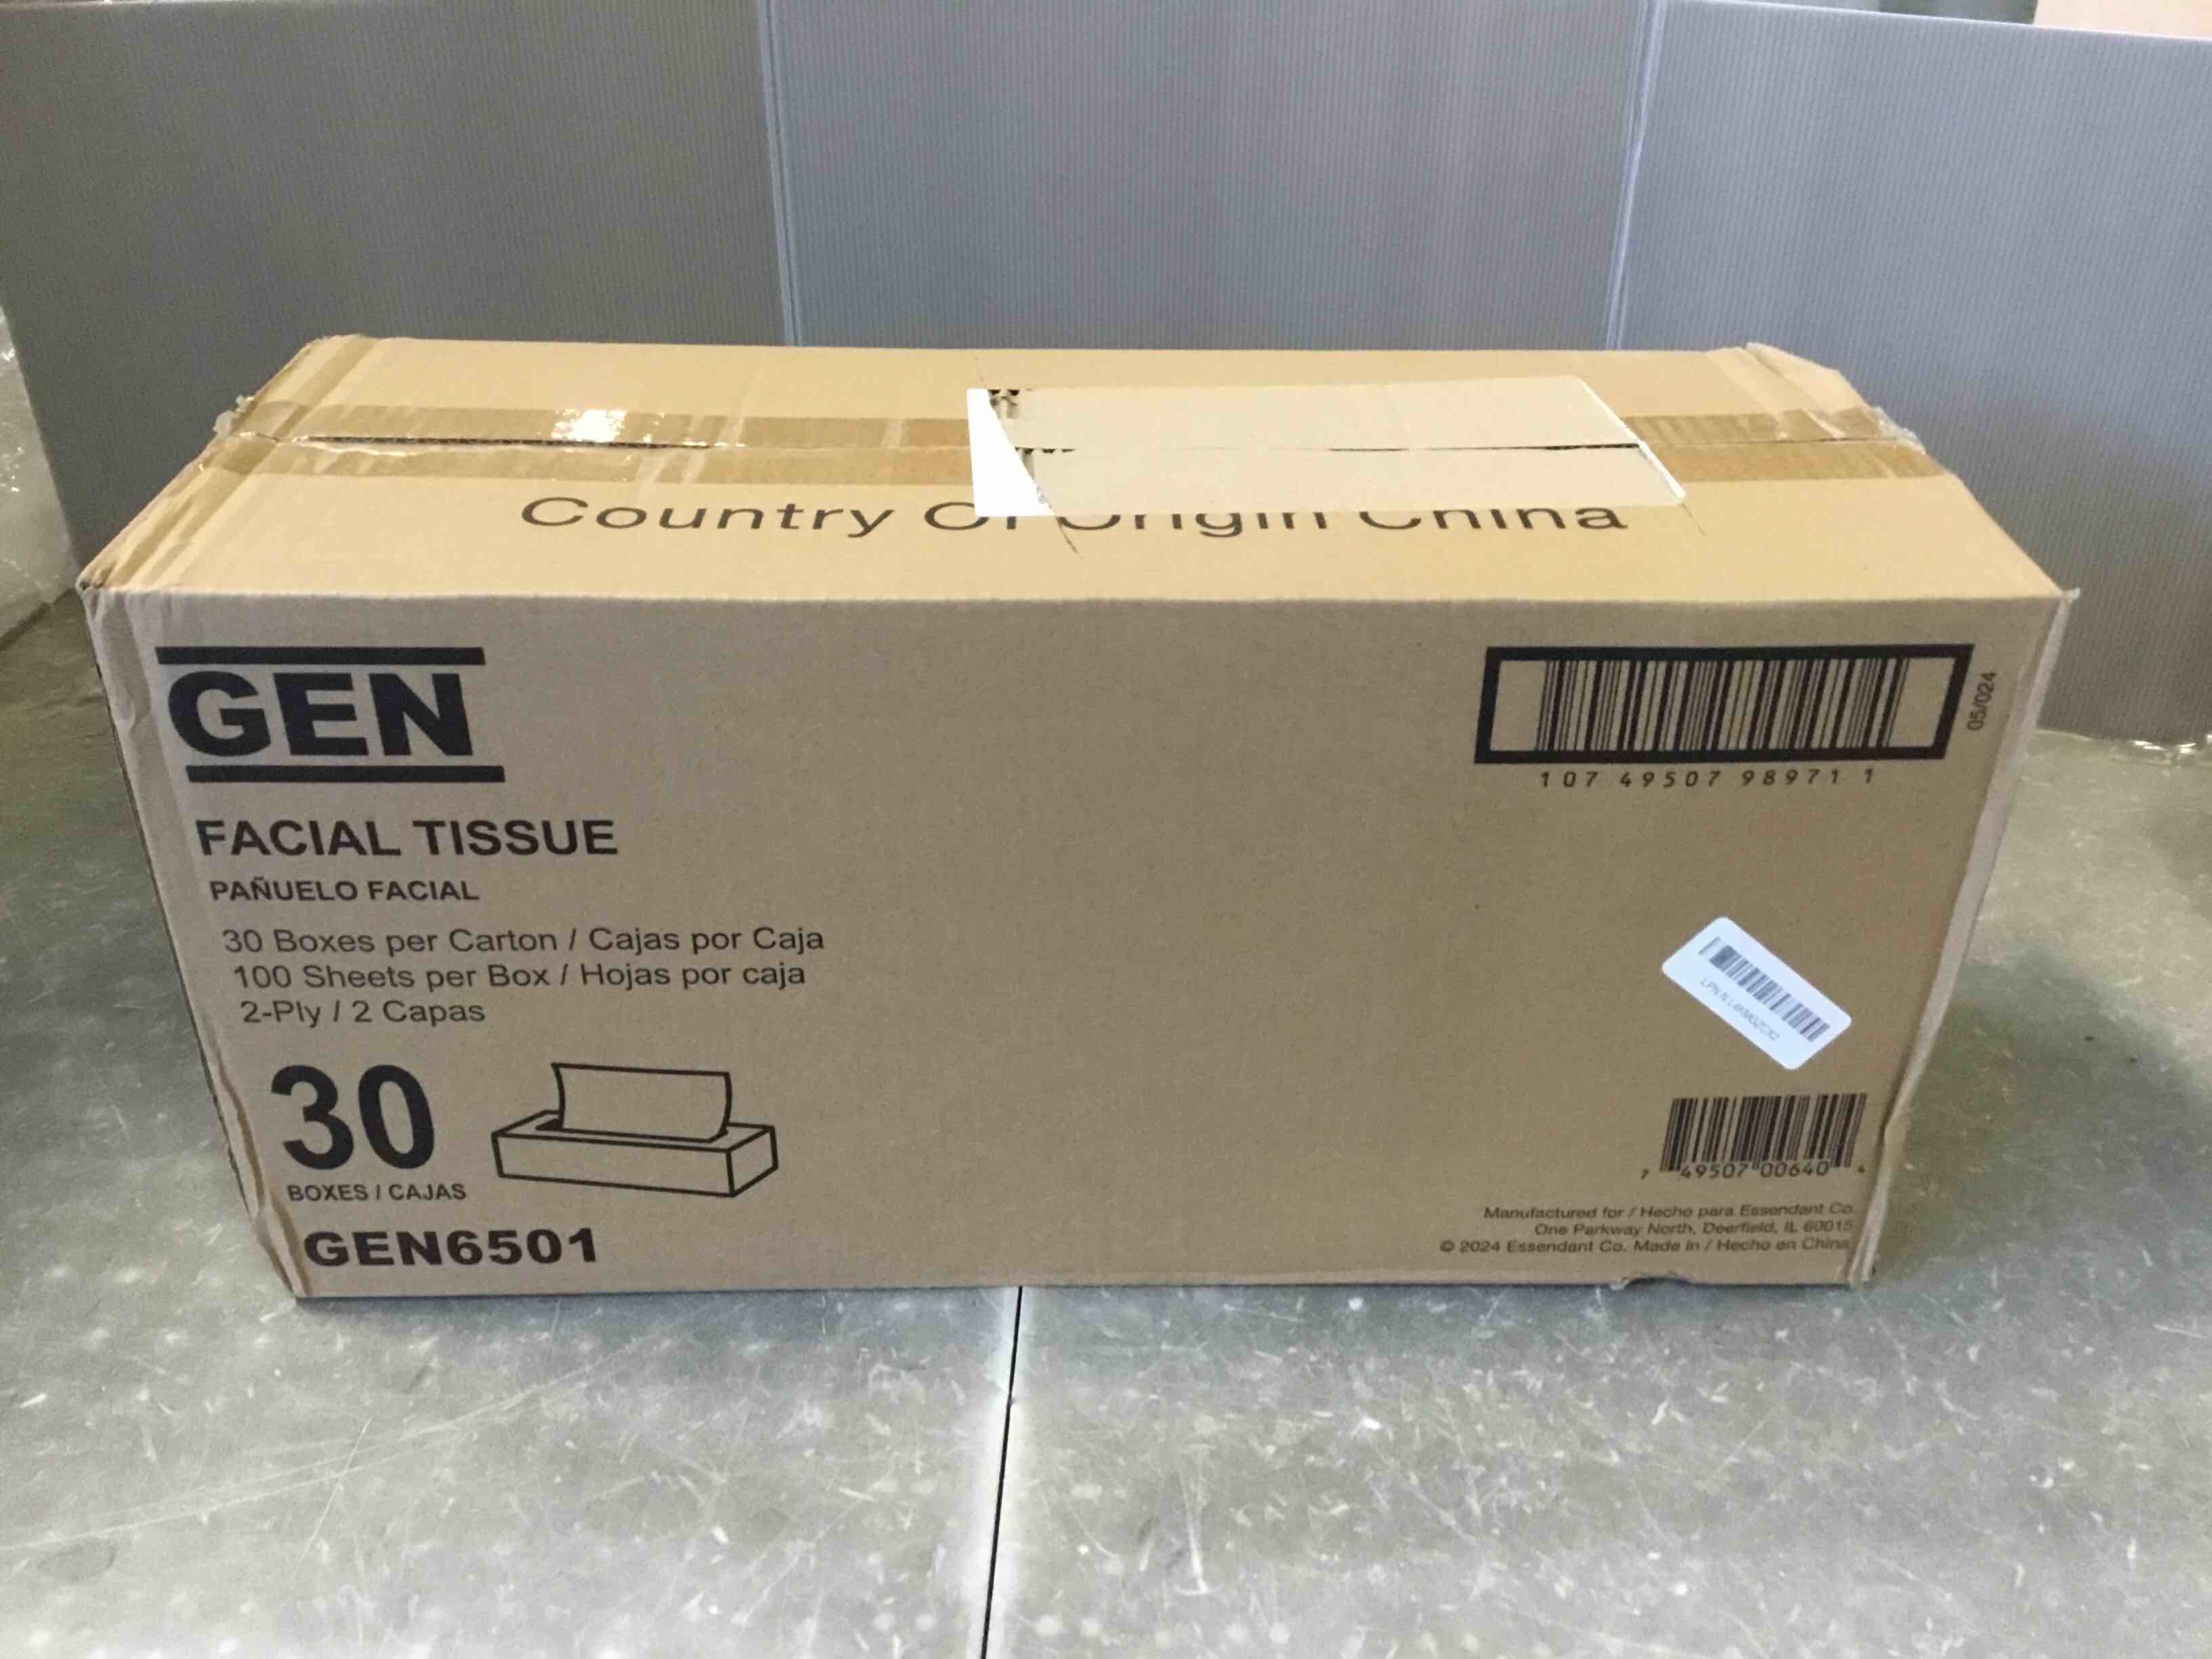 Country Of Origin China
GEN
FACIAL TISSUE
PAÑUELO FACIAL
30 Boxes per Carton / Cajas por Caja
100 Sheets per Box / Hojas por caja
2-Ply / 2 Capas
30
BOXES / CAJAS
GEN6501
107 49507 98971 1
05/024
7 49507 00640 4
Manufactured for / Hecho para Essendant Co.
One Parkway North, Deerfield, IL 60015
© 2024 Essendant Co. Made in / Hecho en China